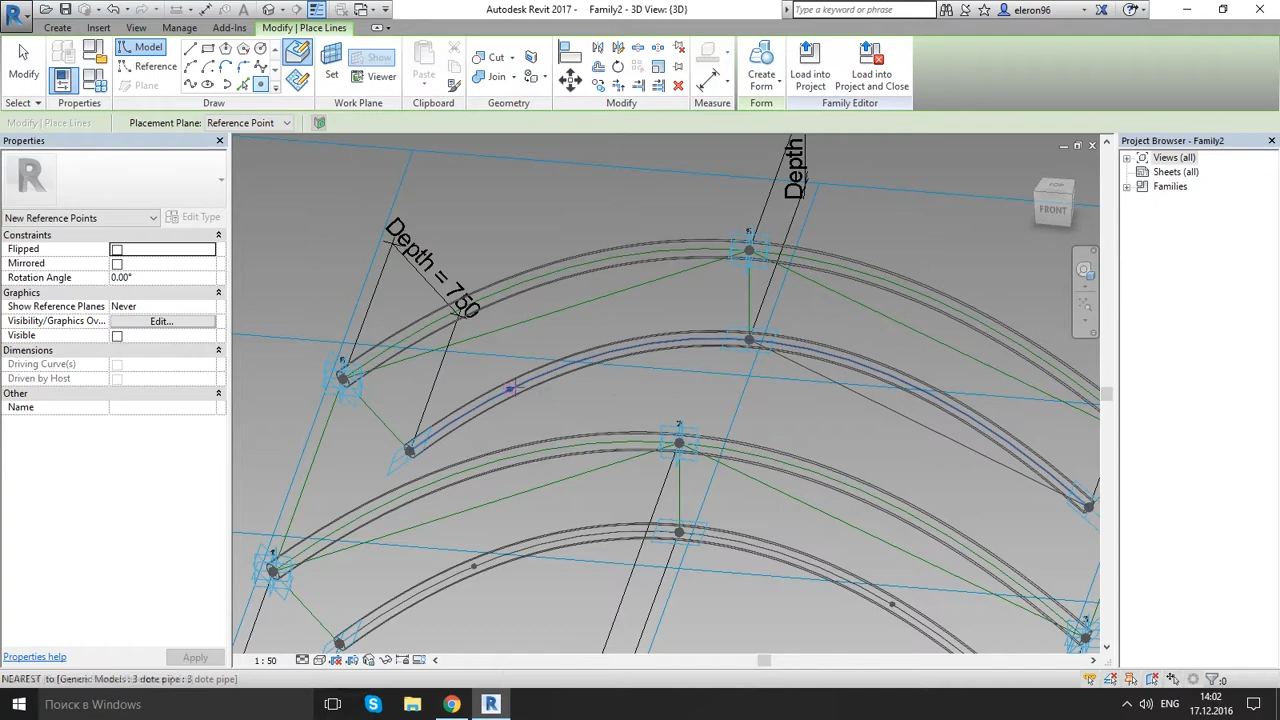 Autodesk Revit 2017 -    Family2 - 3D View: {3D}
Type a keyword or phrase
eleron96
Create Insert View Manage Add-Ins Modify | Place Lines
Modify
Model
Reference
Plane
Set
Show
Viewer
Paste
Cut
Join
Create Form
Load into Project
Load into Project and Close
Select Properties Draw Work Plane Clipboard Geometry Modify Measure Form Family Editor
Modify | Place Lines Placement Plane: Reference Point
Properties
New Reference Points Edit Type
Constraints
Flipped
Mirrored
Rotation Angle 0.00°
Graphics
Show Reference Planes Never
Visibility/Graphics Ov... Edit...
Visible
Dimensions
Driving Curve(s)
Driven by Host
Other
Name
Properties help Apply
Depth
Depth = 750
TOP
FRONT
Project Browser - Family2
Views (all)
Sheets (all)
Families
1 : 50
NEAREST to [Generic Models : 3 dote pipe : 3 dote pipe]
:0
Поиск в Windows
ENG
14:02
17.12.2016